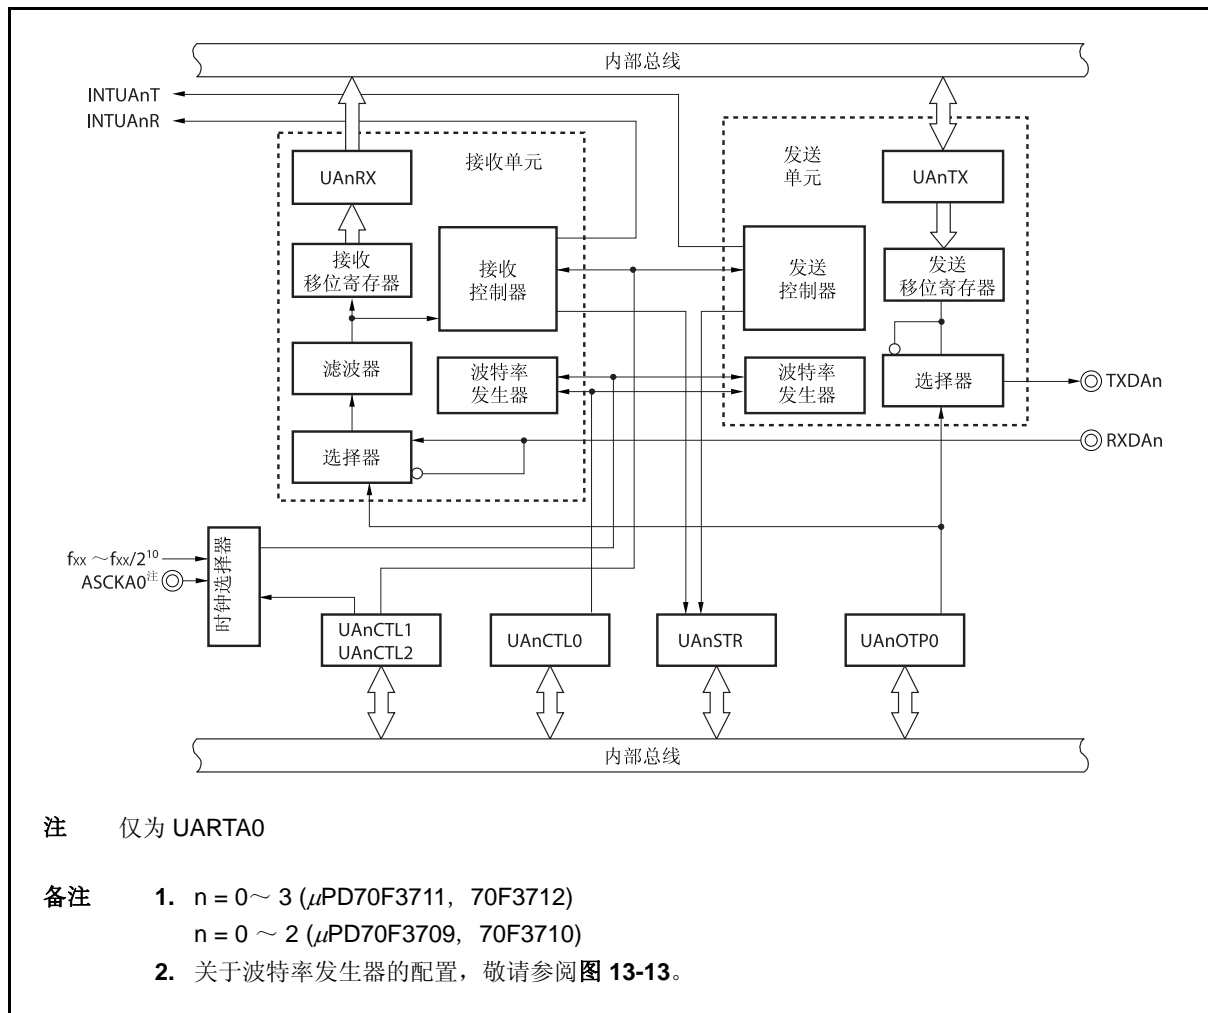 内部总线
INTUAnT
INTUAnR
接收单元
发送
单元
UAnRX
UAnTX
接收
移位寄存器
接收
控制器
发送
控制器
发送
移位寄存器
滤波器
波特率
发生器
波特率
发生器
选择器
TXDAn
选择器
RXDAn
fxx ～fxx/2¹⁰
ASCKA0注
时钟选择器
UAnCTL1
UAnCTL2
UAnCTL0
UAnSTR
UAnOTP0
内部总线
注 仅为 UARTA0
备注 1. n = 0～ 3 (μPD70F3711，70F3712)
n = 0 ～ 2 (μPD70F3709，70F3710)
2. 关于波特率发生器的配置，敬请参阅图 13-13。